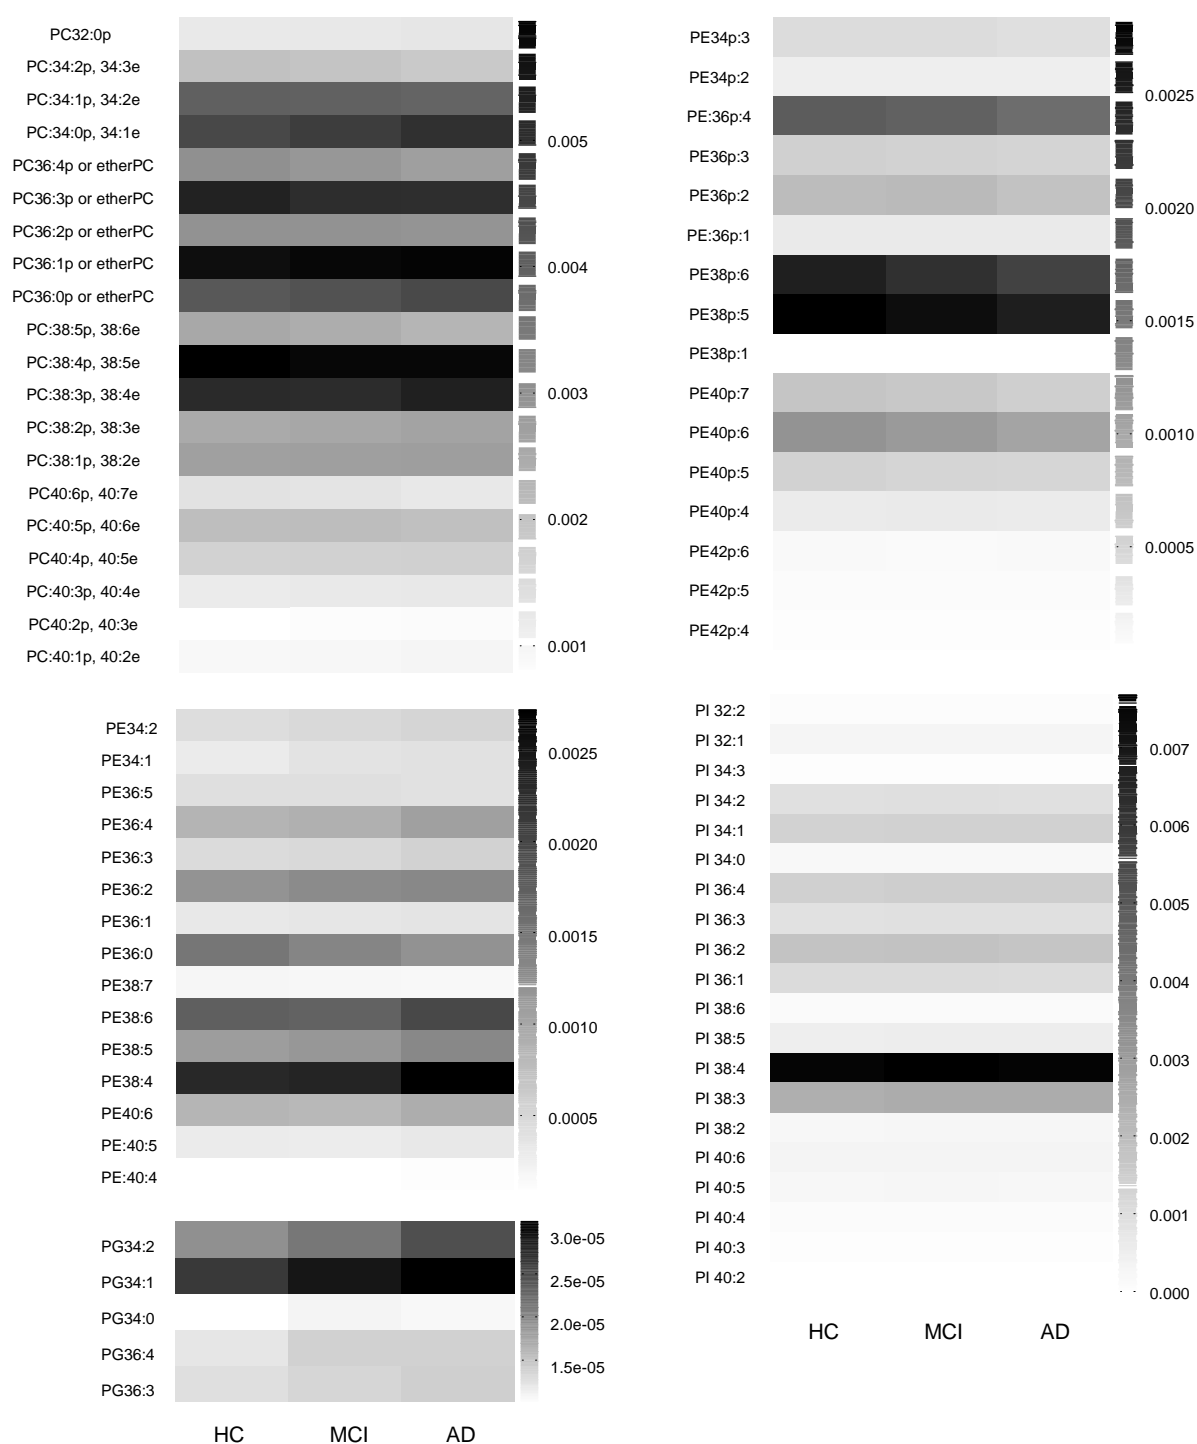 PC32:0p
PC:34:2p, 34:3e
PC:34:1p, 34:2e
PC:34:0p, 34:1e
PC36:4p or etherPC
PC36:3p or etherPC
PC36:2p or etherPC
PC36:1p or etherPC
PC36:0p or etherPC
PC:38:5p, 38:6e
PC:38:4p, 38:5e
PC:38:3p, 38:4e
PC:38:2p, 38:3e
PC:38:1p, 38:2e
PC40:6p, 40:7e
PC:40:5p, 40:6e
PC40:4p, 40:5e
PC:40:3p, 40:4e
PC40:2p, 40:3e
PC:40:1p, 40:2e
0.005
0.004
0.003
0.002
0.001
PE34p:3
PE34p:2
PE:36p:4
PE36p:3
PE36p:2
PE:36p:1
PE38p:6
PE38p:5
PE38p:1
PE40p:7
PE40p:6
PE40p:5
PE40p:4
PE42p:6
PE42p:5
PE42p:4
0.0025
0.0020
0.0015
0.0010
0.0005
PE34:2
PE34:1
PE36:5
PE36:4
PE36:3
PE36:2
PE36:1
PE36:0
PE38:7
PE38:6
PE38:5
PE38:4
PE40:6
PE:40:5
PE:40:4
0.0025
0.0020
0.0015
0.0010
0.0005
PI 32:2
PI 32:1
PI 34:3
PI 34:2
PI 34:1
PI 34:0
PI 36:4
PI 36:3
PI 36:2
PI 36:1
PI 38:6
PI 38:5
PI 38:4
PI 38:3
PI 38:2
PI 40:6
PI 40:5
PI 40:4
PI 40:3
PI 40:2
0.007
0.006
0.005
0.004
0.003
0.002
0.001
0.000
HC MCI AD
PG34:2
PG34:1
PG34:0
PG36:4
PG36:3
3.0e-05
2.5e-05
2.0e-05
1.5e-05
HC MCI AD